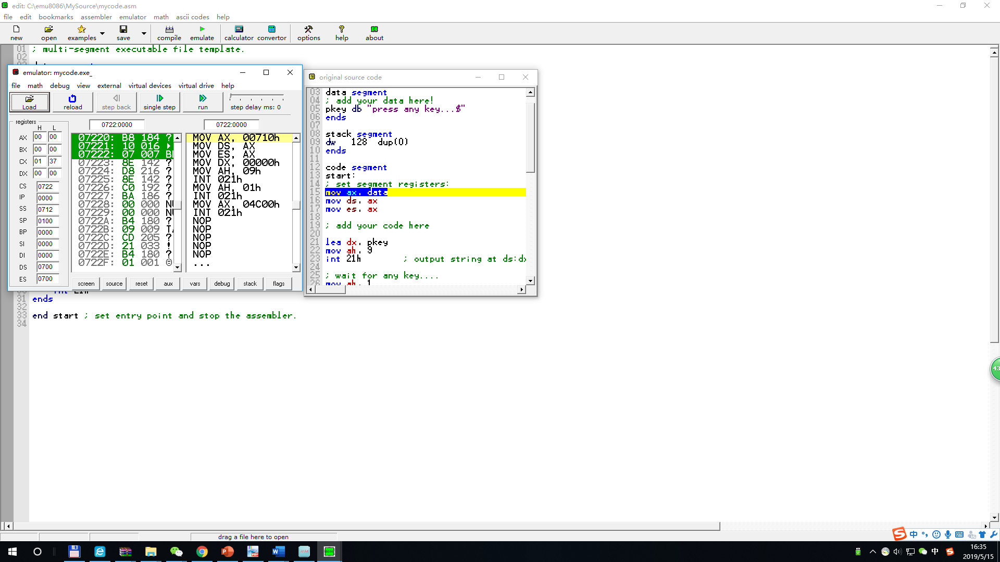 edit: C:\emu8086\MySource\mycode.asm
file edit bookmarks assembler emulator math ascii codes help
new open examples save compile emulate calculator convertor options help about
01 ; multi-segment executable file template.
02
emulator: mycode.exe_
file math debug view external virtual devices virtual drive help
Load reload step back single step run step delay ms: 0
registers 0722:0000 0722:0000
H L
AX 00 00
BX 00 00
CX 01 37
DX 00 00
CS 0722
IP 0000
SS 0712
SP 0100
BP 0000
SI 0000
DI 0000
DS 0700
ES 0700
07220: B8 184 ?
07221: 10 016
07222: 07 007
07223: 8E 142 ?
07224: D8 216 ?
07225: 8E 142 ?
07226: C0 192 ?
07227: BA 186 ?
07228: 00 000
07229: 00 000
0722A: B4 180 ?
0722B: 09 009
0722C: CD 205 ?
0722D: 21 033 !
0722E: B4 180 ?
0722F: 01 001 ☺
MOV AX, 00710h
MOV DS, AX
MOV ES, AX
MOV DX, 00000h
MOV AH, 09h
INT 021h
MOV AH, 01h
INT 021h
MOV AX, 04C00h
INT 021h
NOP
NOP
NOP
NOP
NOP
...
screen source reset aux vars debug stack flags
original source code
03 data segment
04 ; add your data here!
05 pkey db "press any key...$"
06 ends
07
08 stack segment
09 dw 128 dup(0)
10 ends
11
12 code segment
13 start:
14 ; set segment registers:
15 mov ax, data
16 mov ds, ax
17 mov es, ax
18
19 ; add your code here
20
21 lea dx, pkey
22 mov ah, 9
23 int 21h ; output string at ds:dx
24
25 ; wait for any key....
26 mov ah, 1
31 ends
32
33 end start ; set entry point and stop the assembler.
34
43
drag a file here to open
中
中
16:35
2019/5/15